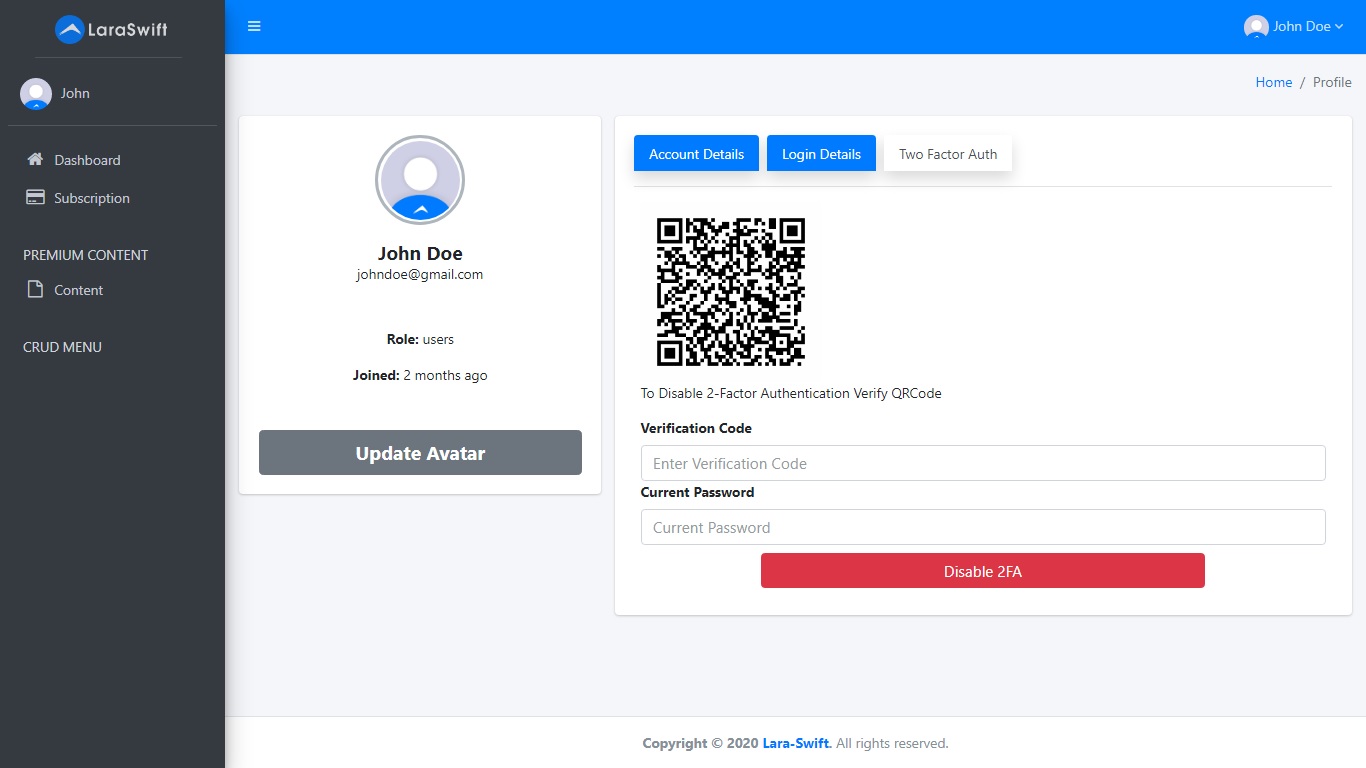 LaraSwift
John Doe
John
Home / Profile
Dashboard
Subscription
PREMIUM CONTENT
Content
CRUD MENU
John Doe
johndoe@gmail.com
Role: users
Joined: 2 months ago
Update Avatar
Account Details
Login Details
Two Factor Auth
To Disable 2-Factor Authentication Verify QRCode
Verification Code
Enter Verification Code
Current Password
Current Password
Disable 2FA
Copyright © 2020 Lara-Swift. All rights reserved.